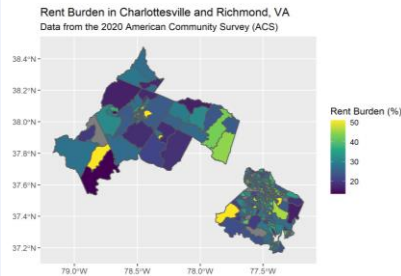 Rent Burden in Charlottesville and Richmond, VA
Data from the 2020 American Community Survey (ACS)
38.4°N
38.2°N
38.0°N
37.8°N
37.6°N
37.4°N
37.2°N
79.0°W
78.5°W
78.0°W
77.5°W
Rent Burden (%)
50
40
30
20